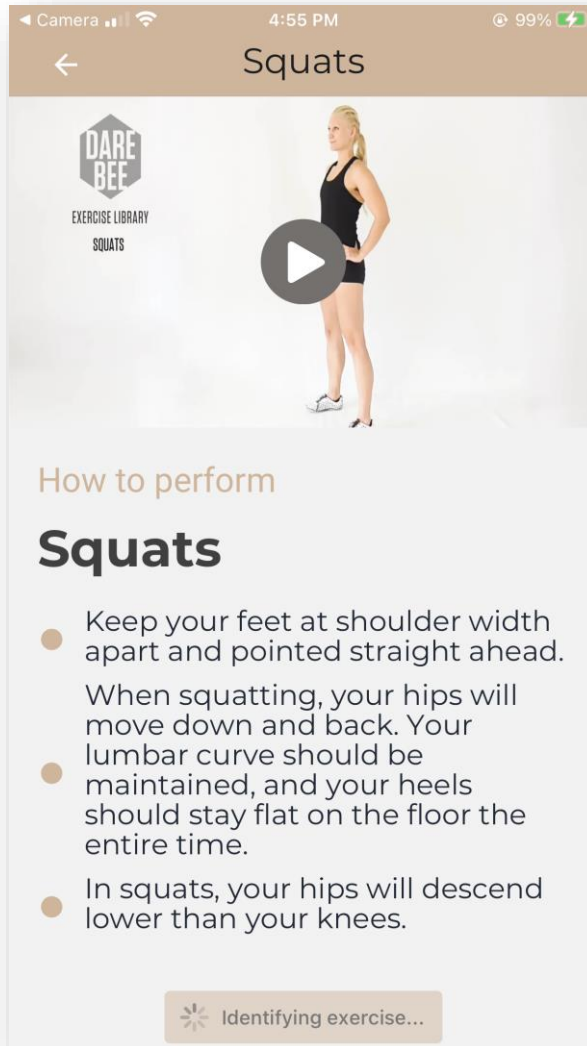 Camera 4:55 PM 99%
Squats
DARE
BEE
EXERCISE LIBRARY
SQUATS
How to perform
Squats
Keep your feet at shoulder width
apart and pointed straight ahead.
When squatting, your hips will
move down and back. Your
lumbar curve should be
maintained, and your heels
should stay flat on the floor the
entire time.
In squats, your hips will descend
lower than your knees.
Identifying exercise...